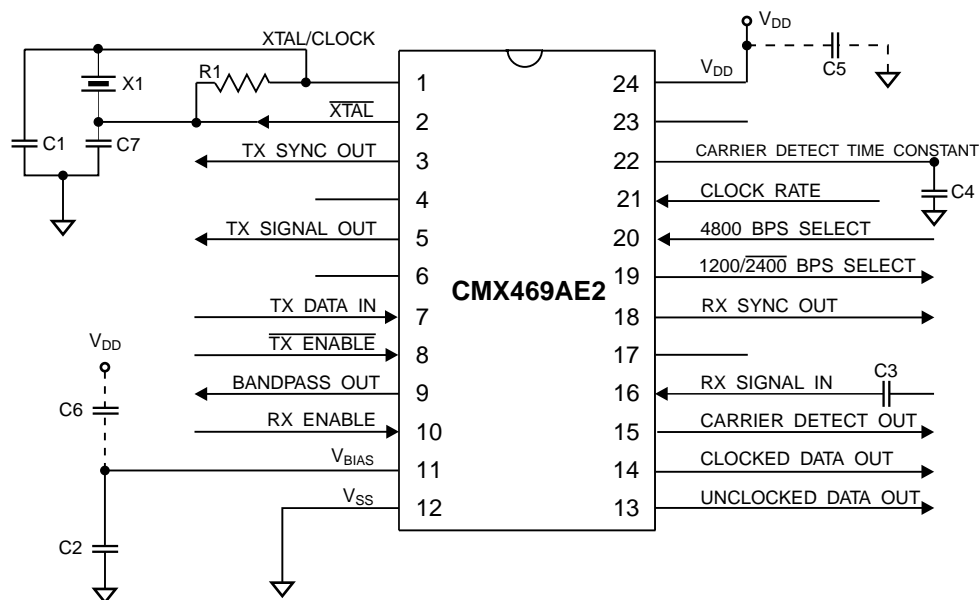 XTAL/CLOCK
V_DD
R1
X1
V_DD
C5
1
24
XTAL
2
23
C1
C7
TX SYNC OUT
3
22
CARRIER DETECT TIME CONSTANT
4
21
CLOCK RATE
C4
TX SIGNAL OUT
5
20
4800 BPS SELECT
6
19
1200/2400 BPS SELECT
CMX469AE2
TX DATA IN
7
18
RX SYNC OUT
V_DD
TX ENABLE
8
17
C6
BANDPASS OUT
9
16
RX SIGNAL IN
C3
RX ENABLE
10
15
CARRIER DETECT OUT
V_BIAS
11
14
CLOCKED DATA OUT
V_SS
12
13
UNCLOCKED DATA OUT
C2